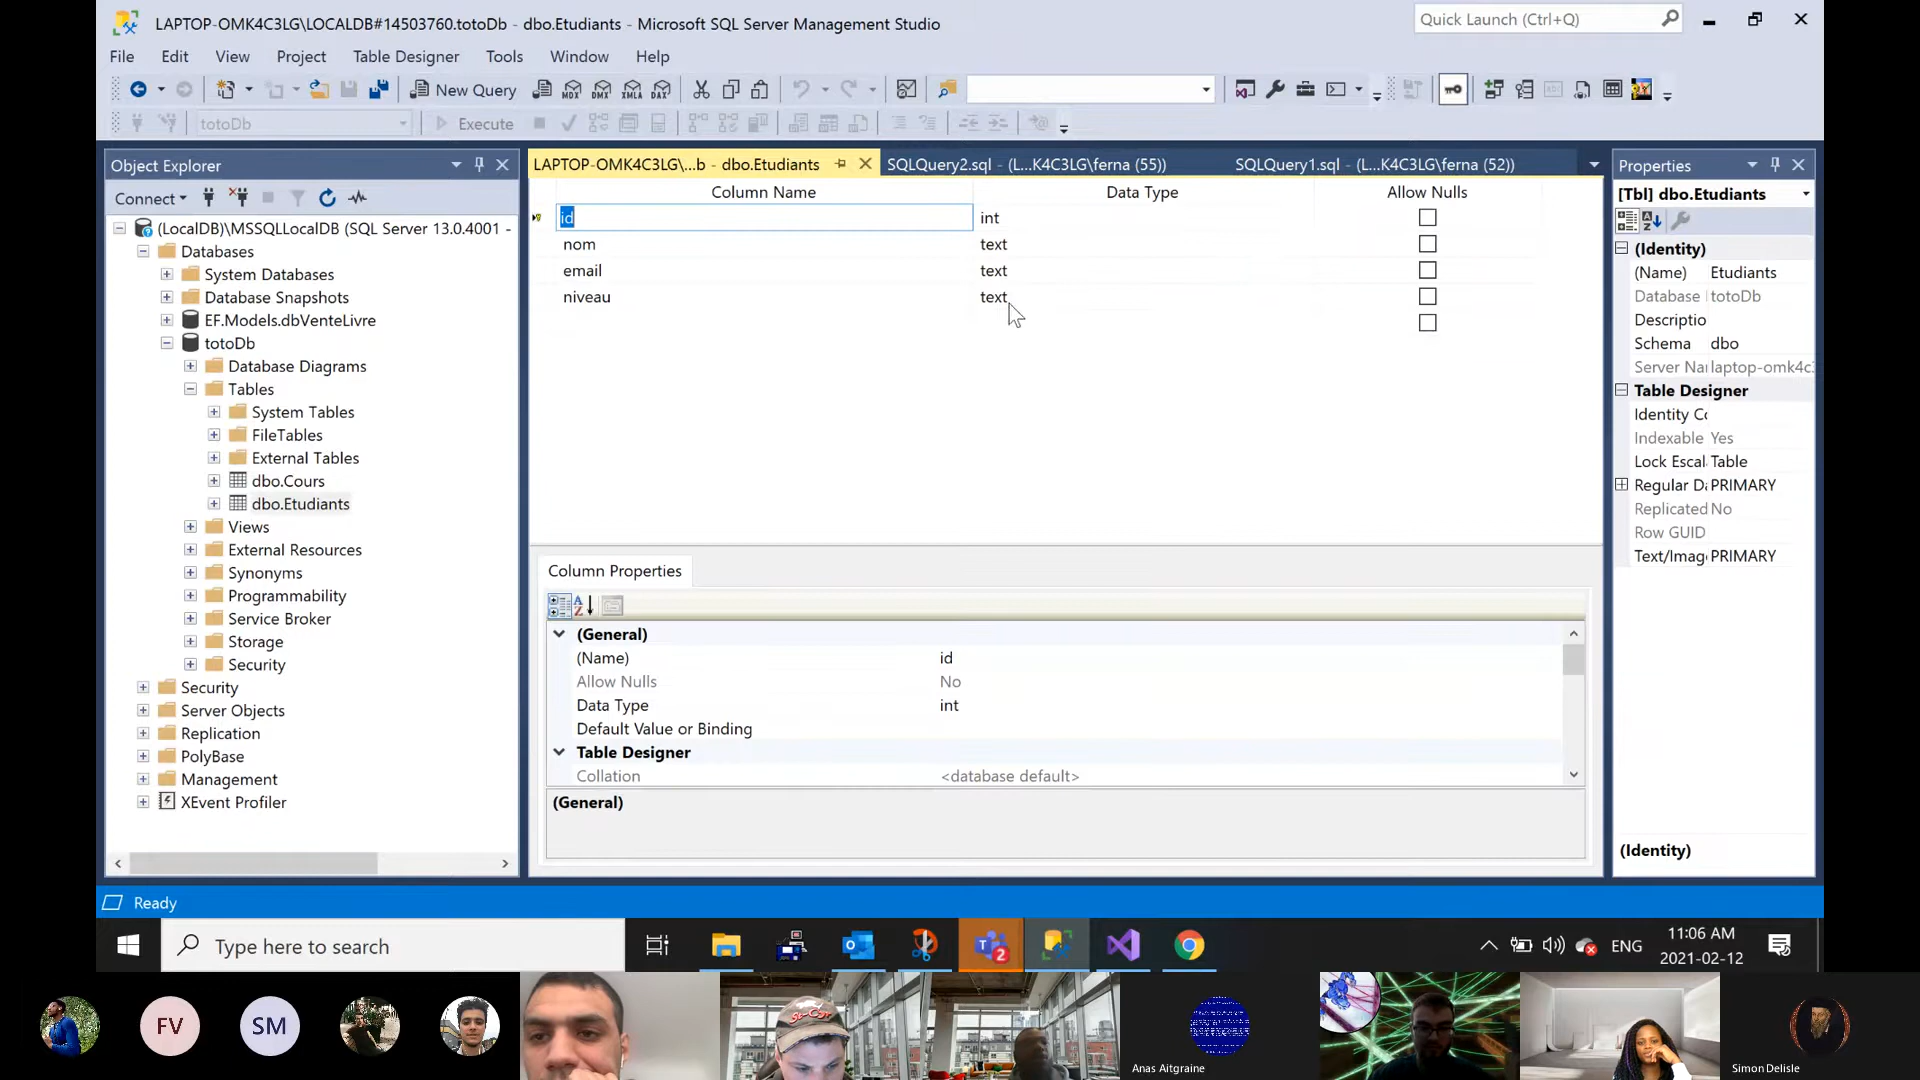 LAPTOP-OMK4C3LG\LOCALDB#14503760.totoDb - dbo.Etudiants - Microsoft SQL Server Management Studio
Quick Launch (Ctrl+Q)
File Edit View Project Table Designer Tools Window Help
New Query
MDX DMX XMLA DAX
totoDb
Execute
Object Explorer
LAPTOP-OMK4C3LG\...b - dbo.Etudiants
SQLQuery2.sql - (L...K4C3LG\ferna (55))
SQLQuery1.sql - (L...K4C3LG\ferna (52))
Properties
Connect
(LocalDB)\MSSQLLocalDB (SQL Server 13.0.4001 -
Databases
System Databases
Database Snapshots
EF.Models.dbVenteLivre
totoDb
Database Diagrams
Tables
System Tables
FileTables
External Tables
dbo.Cours
dbo.Etudiants
Views
External Resources
Synonyms
Programmability
Service Broker
Storage
Security
Security
Server Objects
Replication
PolyBase
Management
XEvent Profiler
Column Name Data Type Allow Nulls
id int
nom text
email text
niveau text
Column Properties
(General)
(Name) id
Allow Nulls No
Data Type int
Default Value or Binding
Table Designer
Collation <database default>
(General)
[Tbl] dbo.Etudiants
(Identity)
(Name) Etudiants
Database totoDb
Descriptio
Schema dbo
Server Na laptop-omk4c3
Table Designer
Identity Co
Indexable Yes
Lock Escal Table
Regular Da PRIMARY
Replicated No
Row GUID
Text/Imag PRIMARY
(Identity)
Ready
Type here to search
2
ENG
11:06 AM
2021-02-12
FV
SM
Anas Aitgraine
Simon Delisle